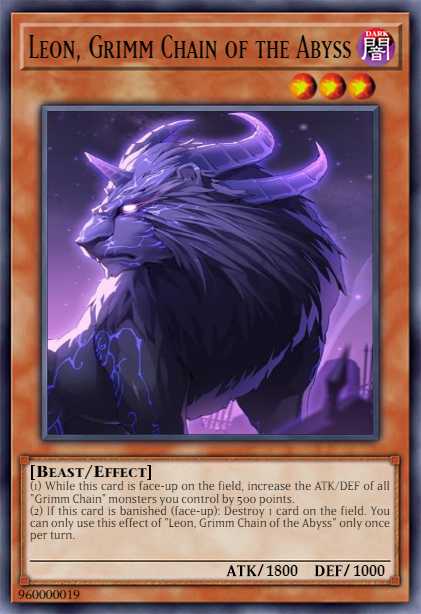 Leon, Grimm Chain of the Abyss
DARK
闇
[Beast/Effect]
(1) While this card is face-up on the field, increase the ATK/DEF of all
"Grimm Chain" monsters you control by 500 points.
(2) If this card is banished (face-up): Destroy 1 card on the field. You
can only use this effect of "Leon, Grimm Chain of the Abyss" only once
per turn.
ATK/1800 DEF/1000
960000019